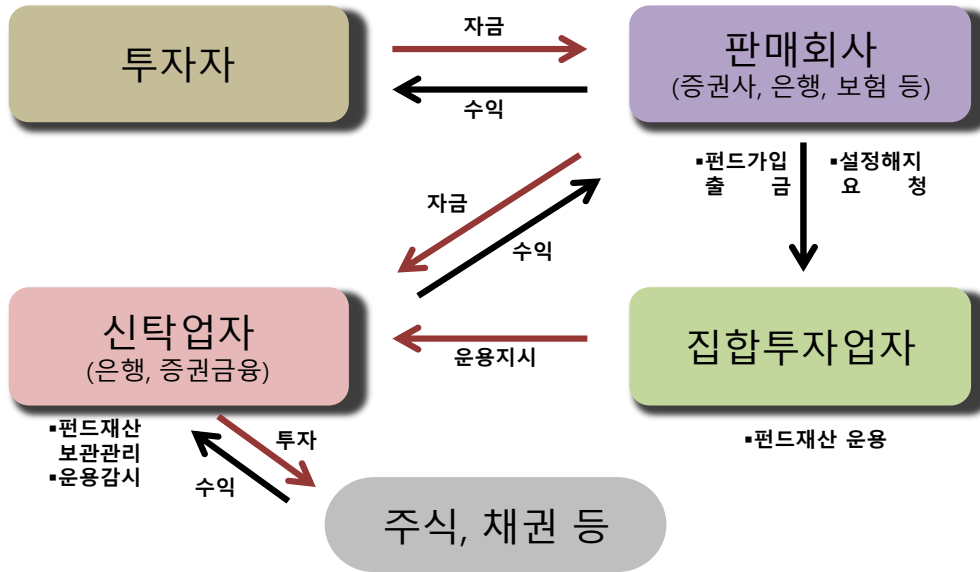 투자자
자금
수익
판매회사
(증권사, 은행, 보험 등)
▪펀드가입
출 금
▪설정해지
요 청
자금
수익
신탁업자
(은행, 증권금융)
운용지시
집합투자업자
▪펀드재산
보관관리
▪운용감시
투자
수익
▪펀드재산 운용
주식, 채권 등